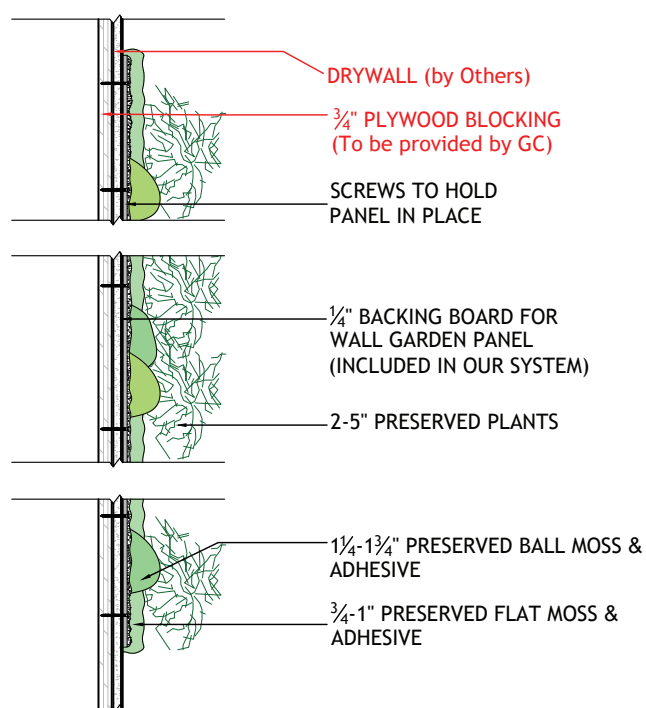 DRYWALL (by Others)
¾" PLYWOOD BLOCKING
(To be provided by GC)
SCREWS TO HOLD
PANEL IN PLACE
¼" BACKING BOARD FOR
WALL GARDEN PANEL
(INCLUDED IN OUR SYSTEM)
2-5" PRESERVED PLANTS
1¼-1¾" PRESERVED BALL MOSS &
ADHESIVE
¾-1" PRESERVED FLAT MOSS &
ADHESIVE